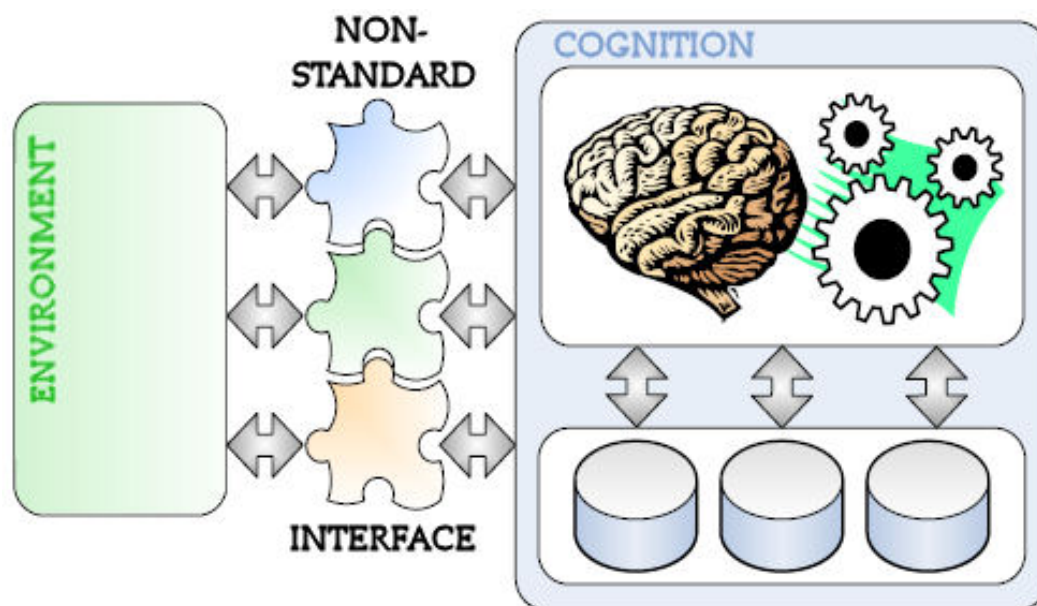 ENVIRONMENT
NON-
STANDARD
INTERFACE
COGNITION